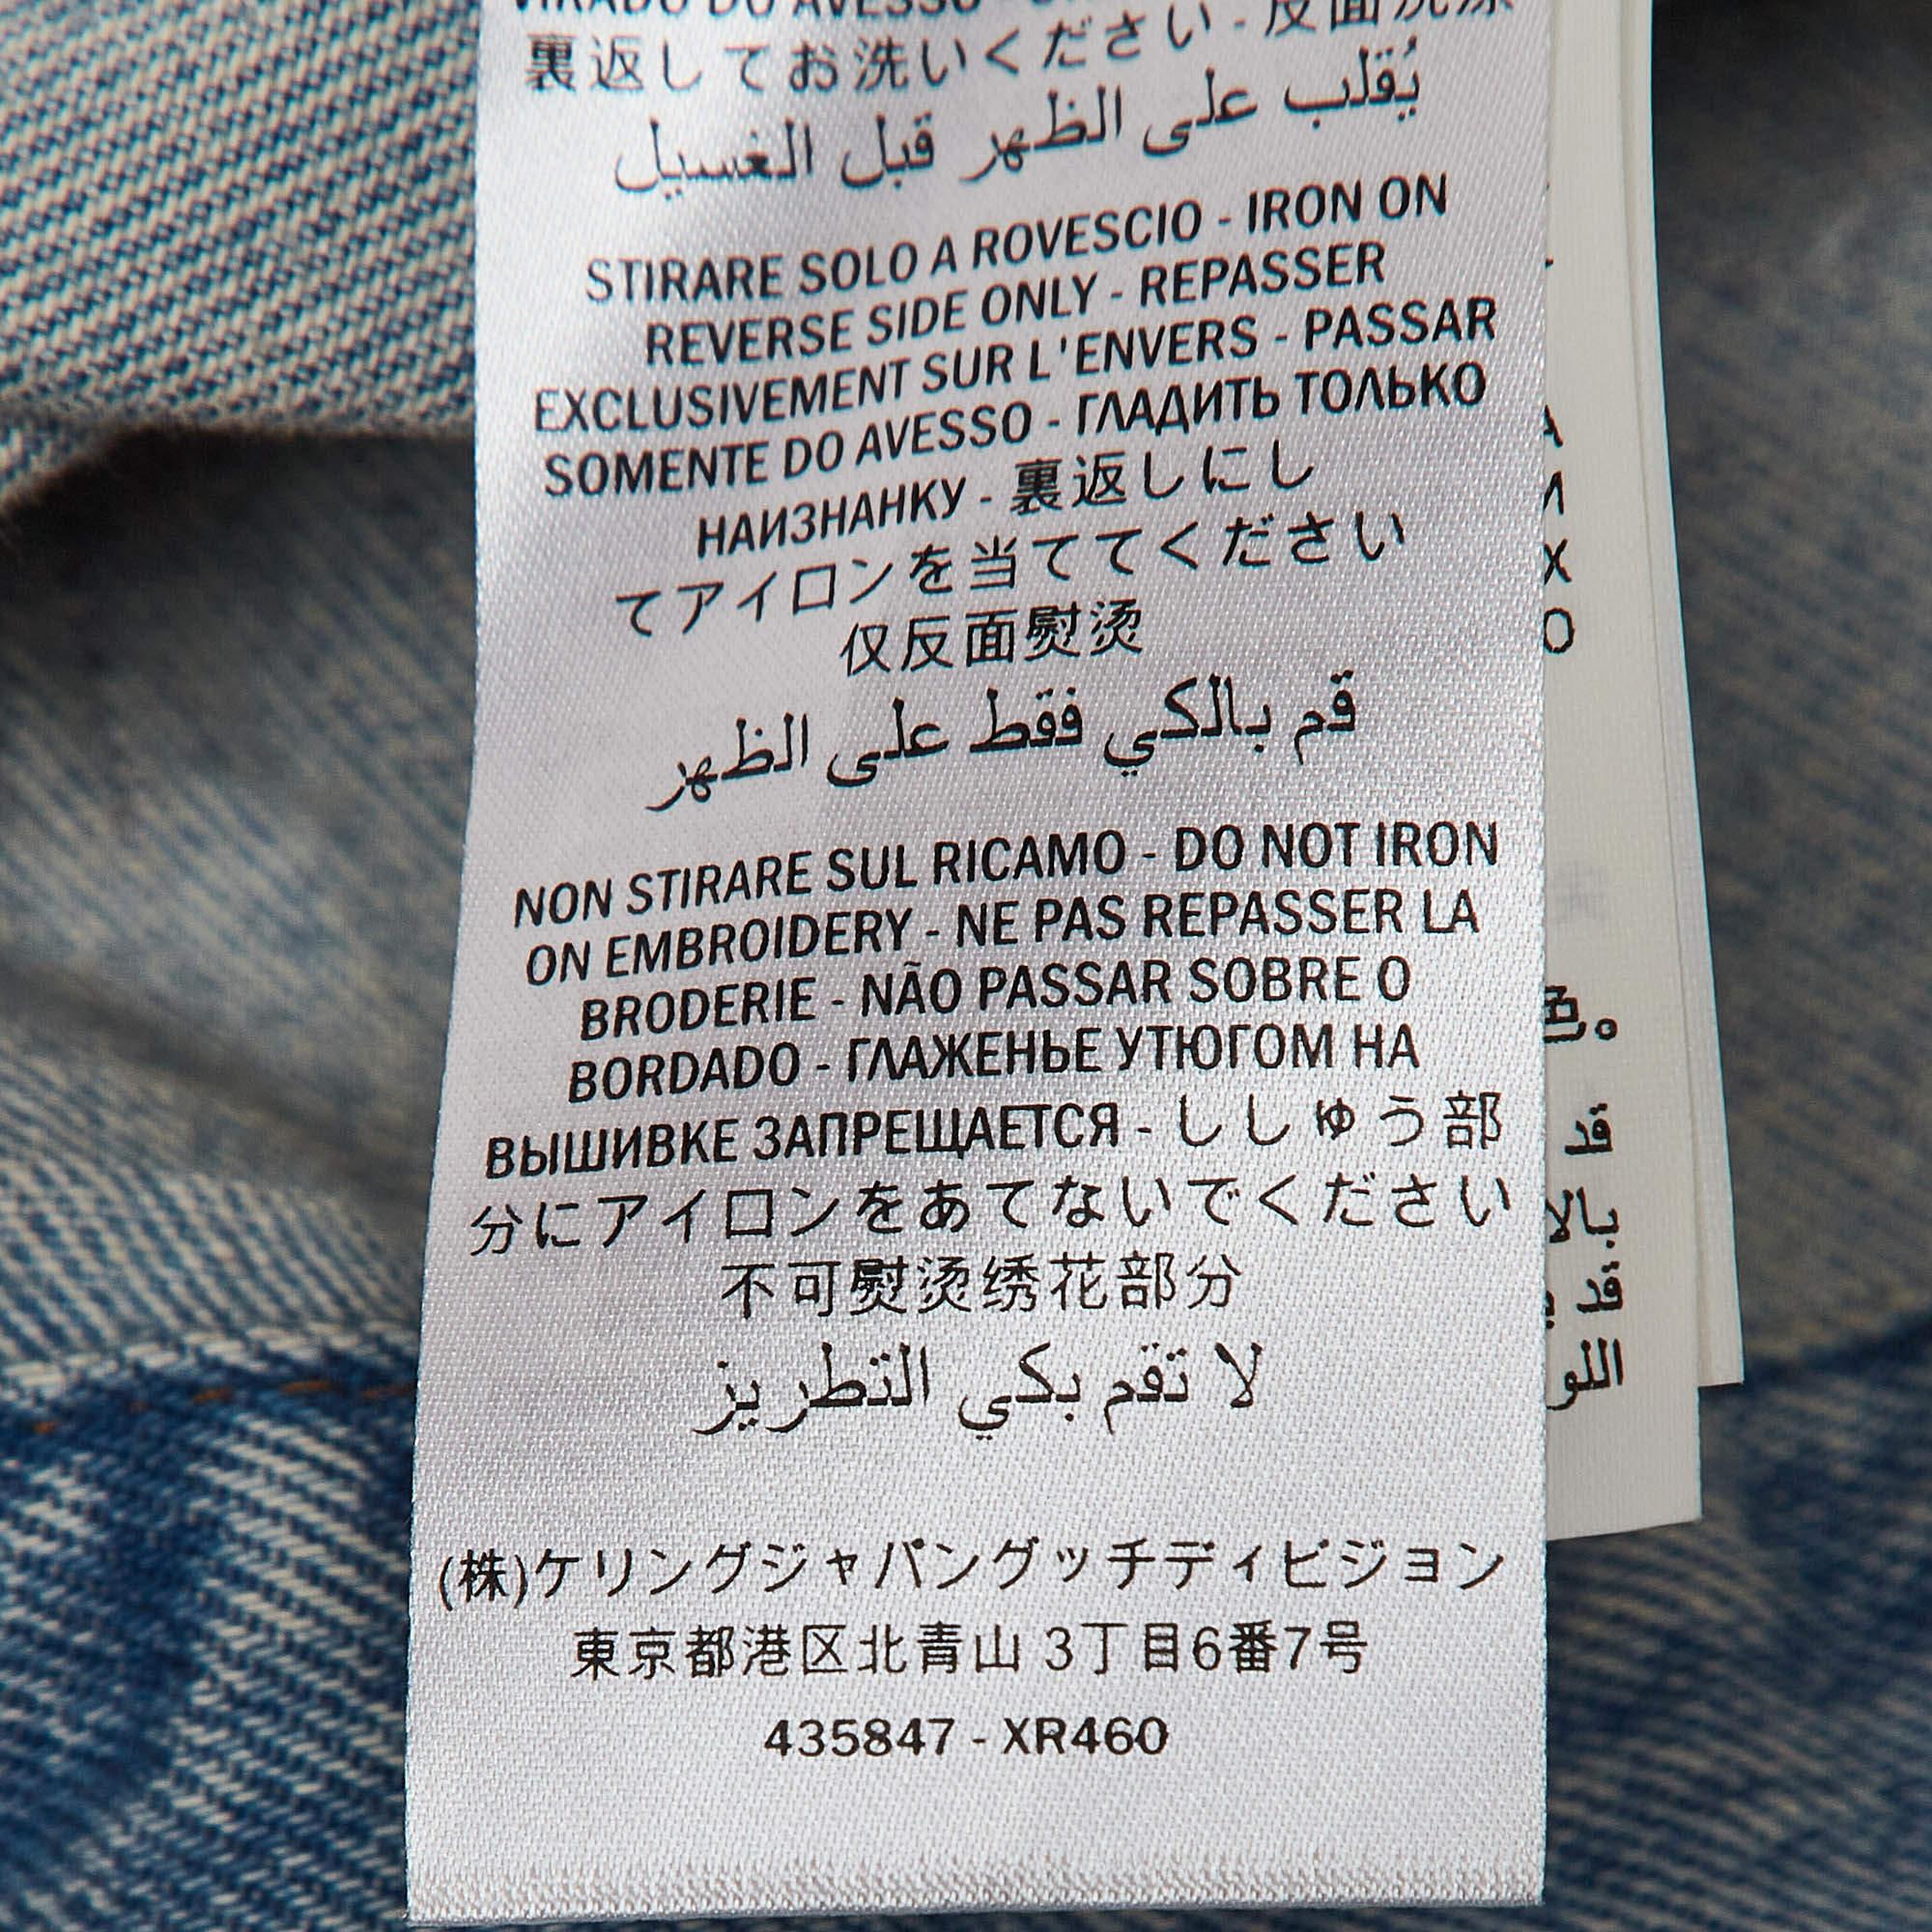 VIRADO DO AVESSO -
裏返してお洗いください - 反面洗涤
يُقلب على الظهر قبل الغسيل
STIRARE SOLO A ROVESCIO - IRON ON
REVERSE SIDE ONLY - REPASSER
EXCLUSIVEMENT SUR L'ENVERS - PASSAR
SOMENTE DO AVESSO - ГЛАДИТЬ ТОЛЬКО
НАИЗНАНКУ - 裏返しにし
てアイロンを当ててください
仅反面熨烫
قم بالكي فقط على الظهر
NON STIRARE SUL RICAMO - DO NOT IRON
ON EMBROIDERY - NE PAS REPASSER LA
BRODERIE - NÃO PASSAR SOBRE O
BORDADO - ГЛАЖЕНЬЕ УТЮГОМ НА
ВЫШИВКЕ ЗАПРЕЩАЕТСЯ - ししゅう部
分にアイロンをあてないでください
不可熨烫绣花部分
لا تقم بكي التطريز
(株)ケリングジャパングッチディビジョン
東京都港区北青山 3丁目6番7号
435847 - XR460
色。
قد
قد